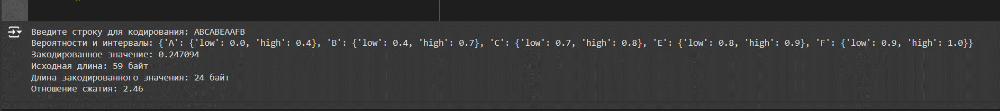 Введите строку для кодирования: ABCABEAAFB
Вероятности и интервалы: {'A': {'low': 0.0, 'high': 0.4}, 'B': {'low': 0.4, 'high': 0.7}, 'C': {'low': 0.7, 'high': 0.8}, 'E': {'low': 0.8, 'high': 0.9}, 'F': {'low': 0.9, 'high': 1.0}}
Закодированное значение: 0.247094
Исходная длина: 59 байт
Длина закодированного значения: 24 байт
Отношение сжатия: 2.46